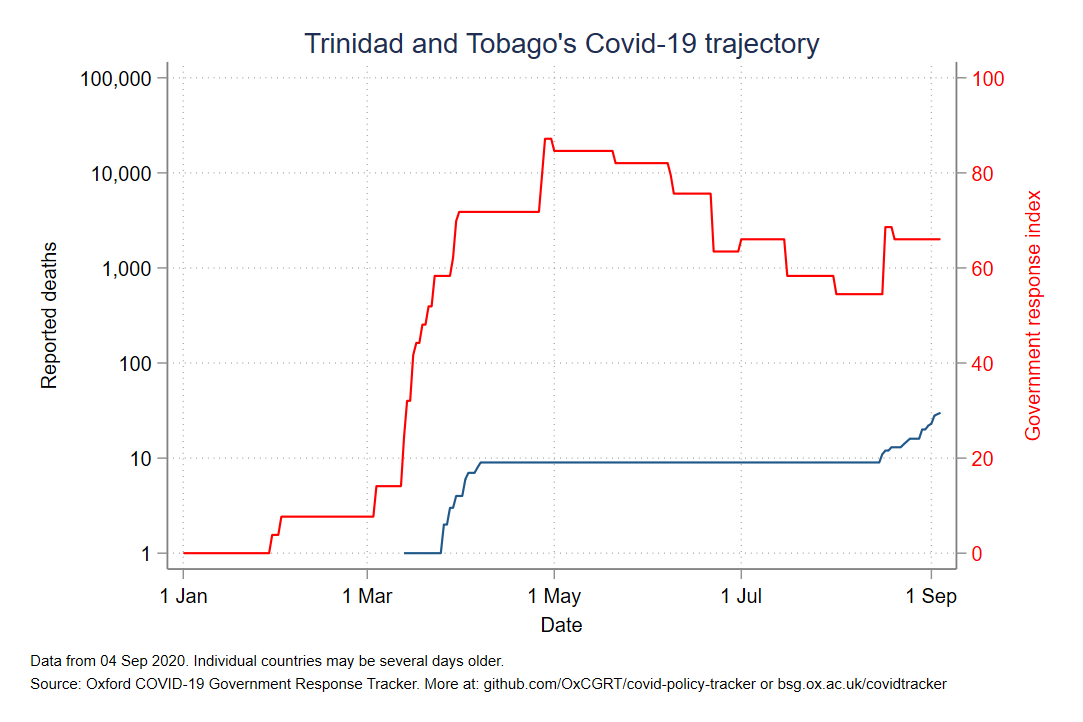 Trinidad and Tobago's Covid-19 trajectory
100,000
10,000
1,000
100
10
1
Reported deaths
100
80
60
40
20
0
Government response index
1 Jan
1 Mar
1 May
1 Jul
1 Sep
Date
Data from 04 Sep 2020. Individual countries may be several days older.
Source: Oxford COVID-19 Government Response Tracker. More at: github.com/OxCGRT/covid-policy-tracker or bsg.ox.ac.uk/covidtracker